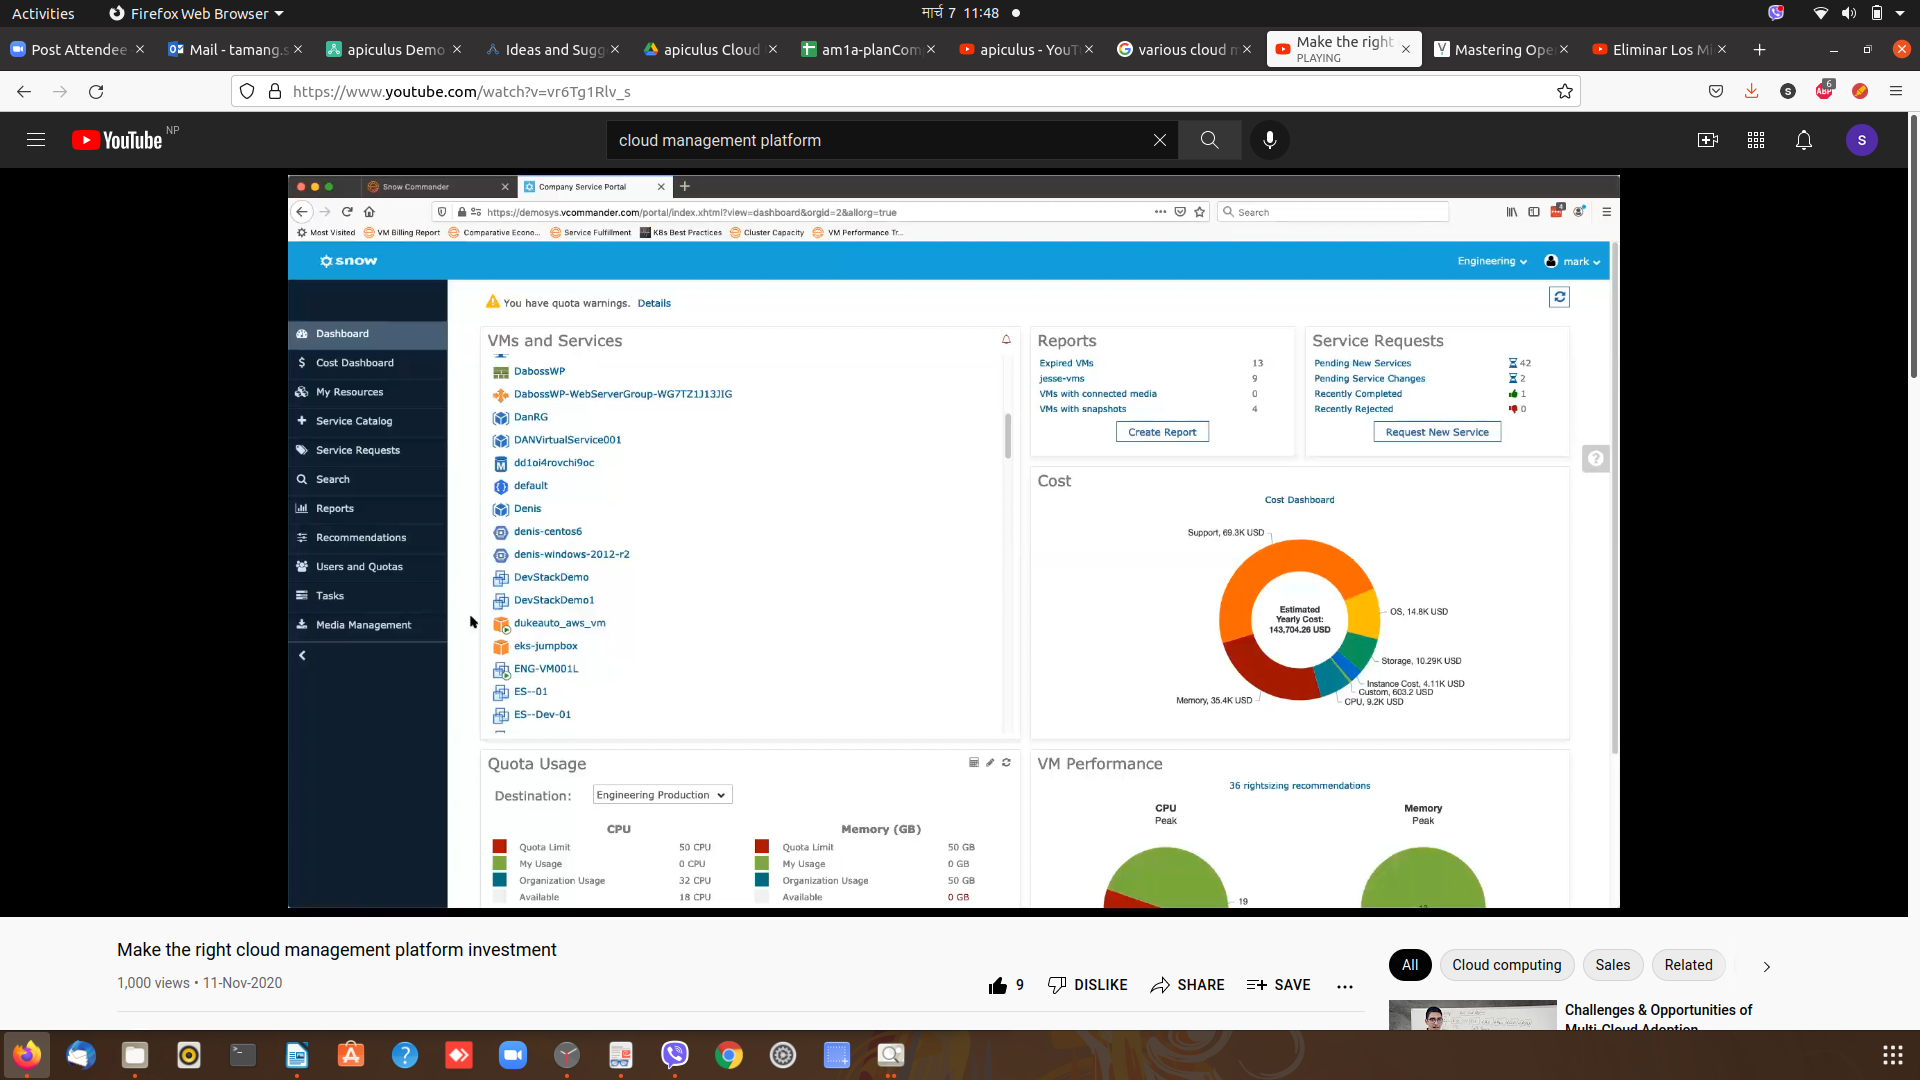 Activities
Firefox Web Browser
मार्च 7 11:48
Post Attendee
Mail - tamang.s
apiculus Demo
Ideas and Sugg
apiculus Cloud
am1a-planCom
apiculus - YouT
various cloud m
Make the right
PLAYING
Mastering Ope
Eliminar Los Mi
https://www.youtube.com/watch?v=vr6Tg1Rlv_s
S
ABP
6
YouTube NP
cloud management platform
S
Snow Commander
Company Service Portal
https://demosys.vcommander.com/portal/index.xhtml?view=dashboard&orgid=2&allorg=true
Search
4
Most Visited
VM Billing Report
Comparative Econo...
Service Fulfillment
KBs Best Practices
Cluster Capacity
VM Performance Tr...
snow
Engineering
mark
You have quota warnings. Details
Dashboard
Cost Dashboard
My Resources
Service Catalog
Service Requests
Search
Reports
Recommendations
Users and Quotas
Tasks
Media Management
VMs and Services
DabossWP
DabossWP-WebServerGroup-WG7TZ1J13JIG
DanRG
DANVirtualService001
dd1oi4rovchi9oc
default
Denis
denis-centos6
denis-windows-2012-r2
DevStackDemo
DevStackDemo1
dukeauto_aws_vm
eks-jumpbox
ENG-VM001L
ES--01
ES--Dev-01
Reports
Expired VMs 13
jesse-vms 9
VMs with connected media 0
VMs with snapshots 4
Create Report
Service Requests
Pending New Services 42
Pending Service Changes 2
Recently Completed 1
Recently Rejected 0
Request New Service
?
Cost
Cost Dashboard
Support, 69.3K USD
OS, 14.8K USD
Estimated
Yearly Cost:
143,704.26 USD
Storage, 10.29K USD
Instance Cost, 4.11K USD
Custom, 603.2 USD
CPU, 9.2K USD
Memory, 35.4K USD
Quota Usage
Destination: Engineering Production
CPU
Quota Limit 50 CPU
My Usage 0 CPU
Organization Usage 32 CPU
Available 18 CPU
Memory (GB)
Quota Limit 50 GB
My Usage 0 GB
Organization Usage 50 GB
Available 0 GB
VM Performance
36 rightsizing recommendations
CPU
Peak
19
Memory
Peak
Make the right cloud management platform investment
1,000 views • 11-Nov-2020
9
DISLIKE
SHARE
SAVE
All
Cloud computing
Sales
Related
Challenges & Opportunities of
Multi-Cloud Adoption